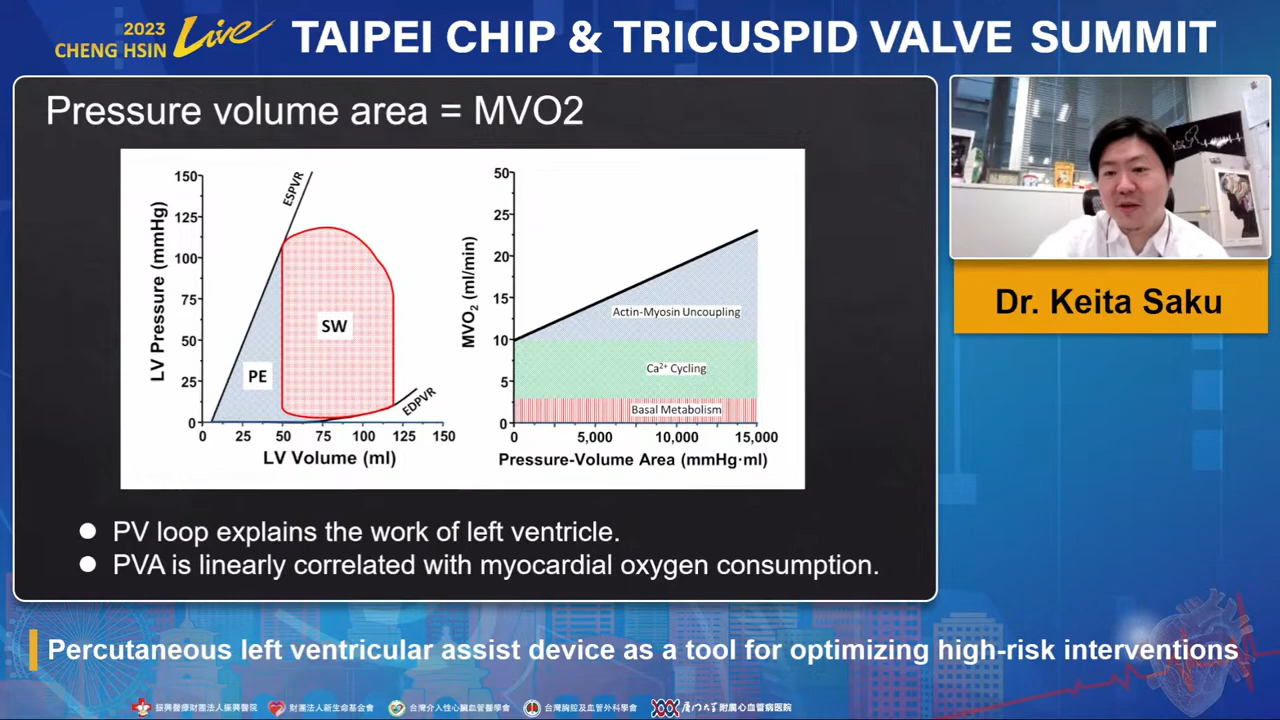 2023
CHENG HSIN Live
TAIPEI CHIP & TRICUSPID VALVE SUMMIT
Pressure volume area = MVO2
LV Pressure (mmHg)
150
125
100
75
50
25
0
ESPVR
SW
PE
EDPVR
0 25 50 75 100 125 150
LV Volume (ml)
MVO₂ (ml/min)
50
25
20
15
10
5
0
Actin-Myosin Uncoupling
Ca²⁺ Cycling
Basal Metabolism
0 5,000 10,000 15,000
Pressure-Volume Area (mmHg·ml)
● PV loop explains the work of left ventricle.
● PVA is linearly correlated with myocardial oxygen consumption.
Dr. Keita Saku
Percutaneous left ventricular assist device as a tool for optimizing high-risk interventions
振興醫療財團法人振興醫院 財團法人新生命基金會 台灣介入性心臟血管醫學會 台灣胸腔及血管外科學會 厦门大学附属心血管病医院